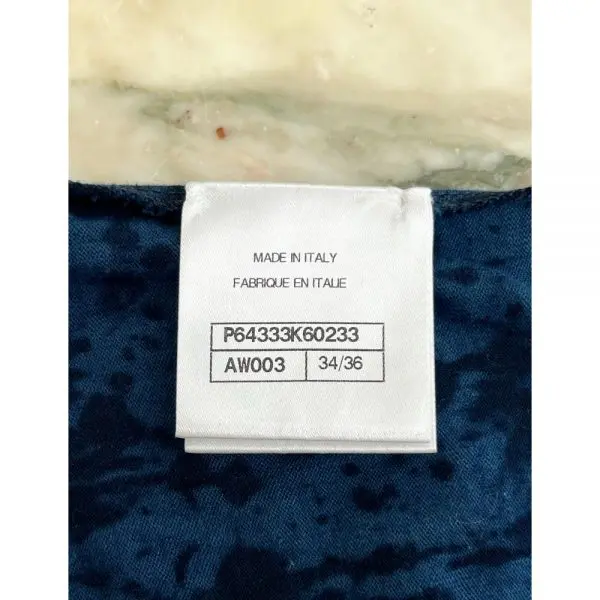 MADE IN ITALY
FABRIQUE EN ITALIE
P64333K60233
AW003 34/36